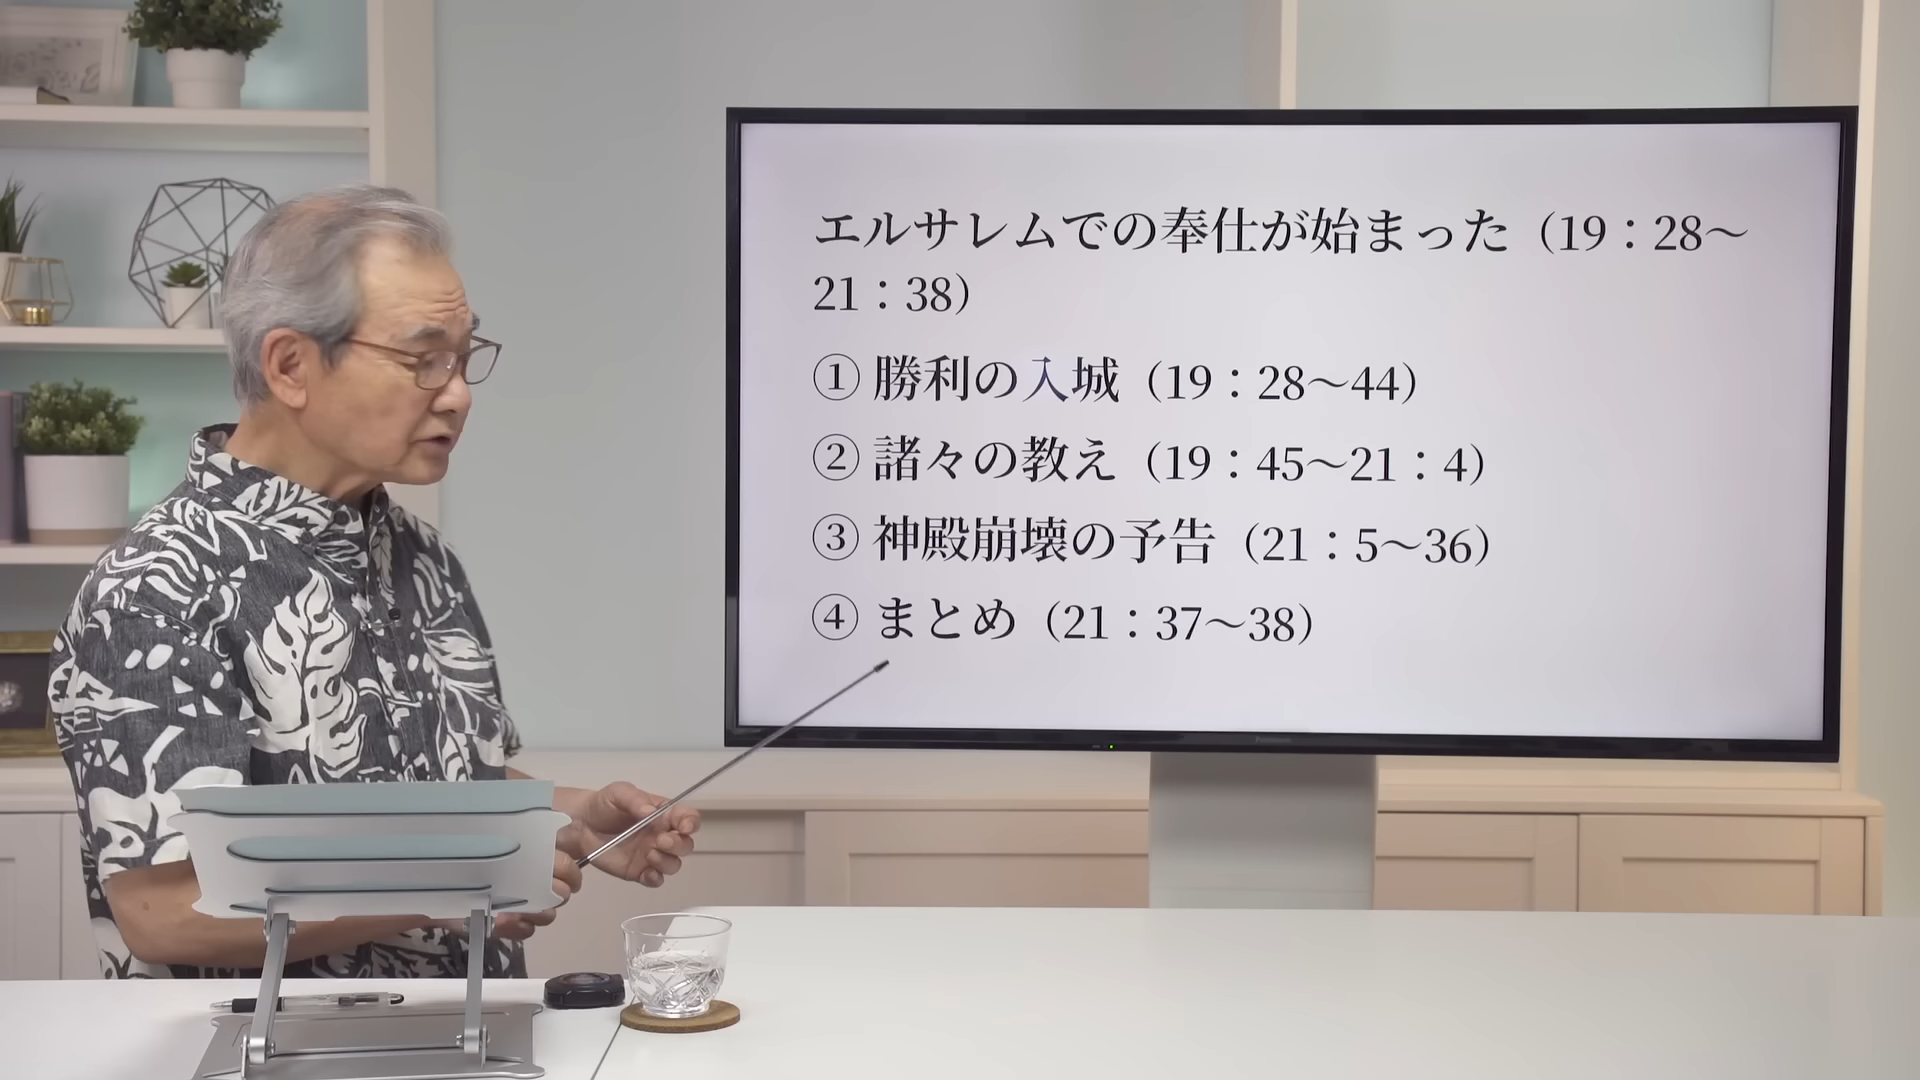 エルサレムでの奉仕が始まった（19：28〜
21：38）
① 勝利の入城（19：28〜44）
② 諸々の教え（19：45〜21：4）
③ 神殿崩壊の予告（21：5〜36）
④ まとめ（21：37〜38）